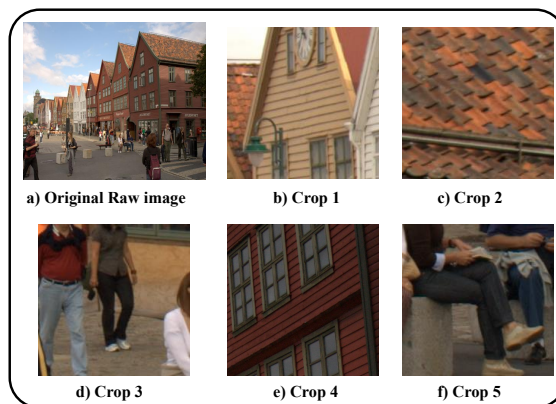 a) Original Raw image
b) Crop 1
c) Crop 2
d) Crop 3
e) Crop 4
f) Crop 5